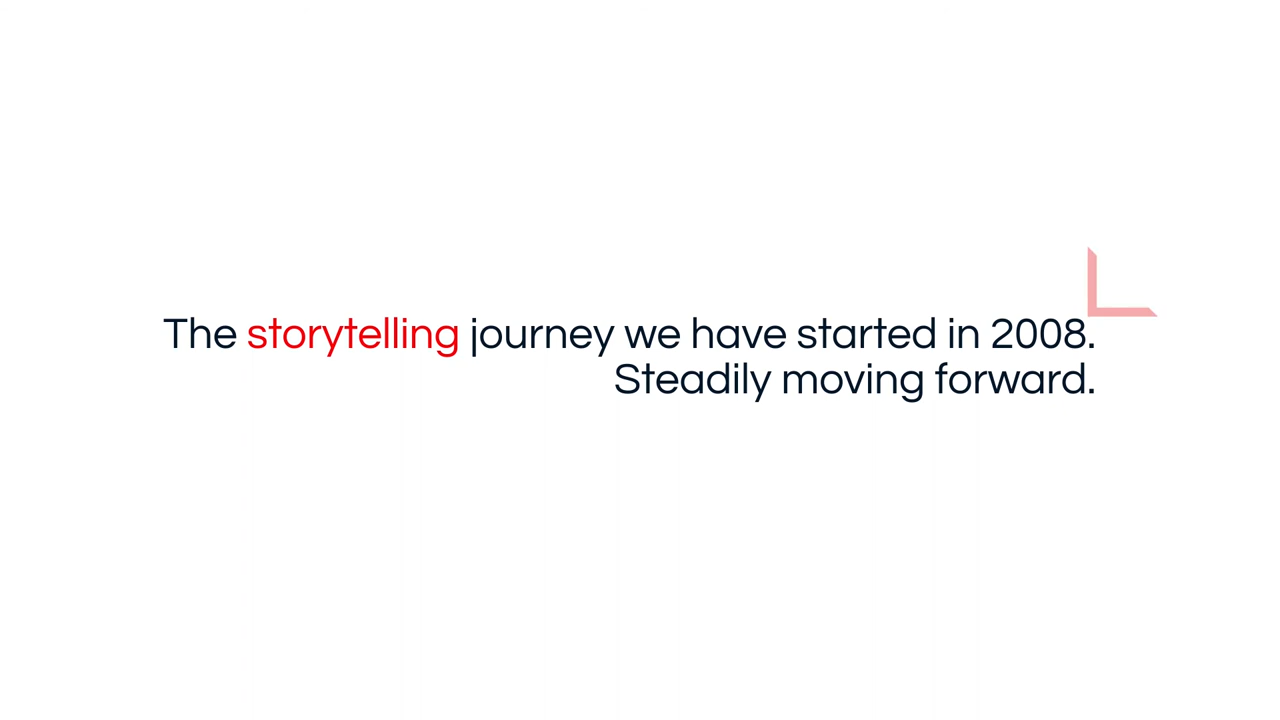 The storytelling journey we have started in 2008.
Steadily moving forward.